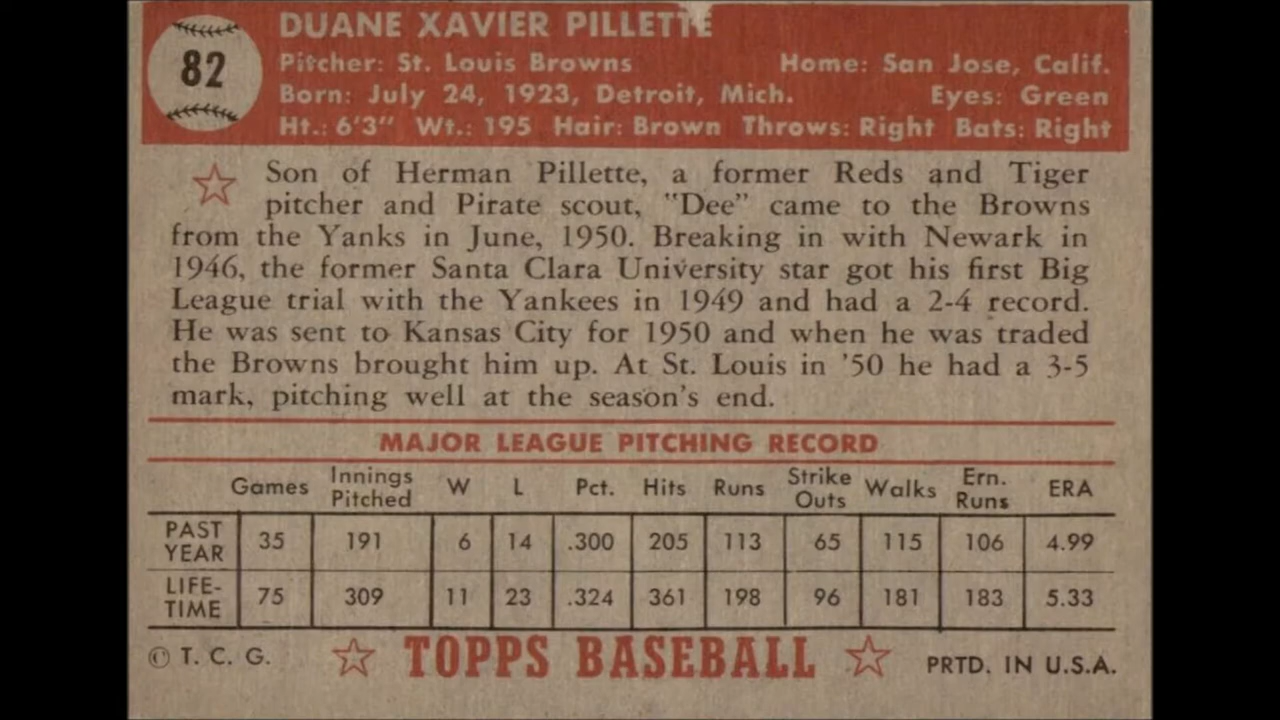 82
DUANE XAVIER PILLETTE
Pitcher: St. Louis Browns Home: San Jose, Calif.
Born: July 24, 1923, Detroit, Mich. Eyes: Green
Ht.: 6'3" Wt.: 195 Hair: Brown Throws: Right Bats: Right
Son of Herman Pillette, a former Reds and Tiger
pitcher and Pirate scout, "Dee" came to the Browns
from the Yanks in June, 1950. Breaking in with Newark in
1946, the former Santa Clara University star got his first Big
League trial with the Yankees in 1949 and had a 2-4 record.
He was sent to Kansas City for 1950 and when he was traded
the Browns brought him up. At St. Louis in '50 he had a 3-5
mark, pitching well at the season's end.
MAJOR LEAGUE PITCHING RECORD
Games Innings Pitched W L Pct. Hits Runs Strike Outs Walks Ern. Runs ERA
PAST YEAR 35 191 6 14 .300 205 113 65 115 106 4.99
LIFE-TIME 75 309 11 23 .324 361 198 96 181 183 5.33
© T. C. G. TOPPS BASEBALL PRTD. IN U.S.A.